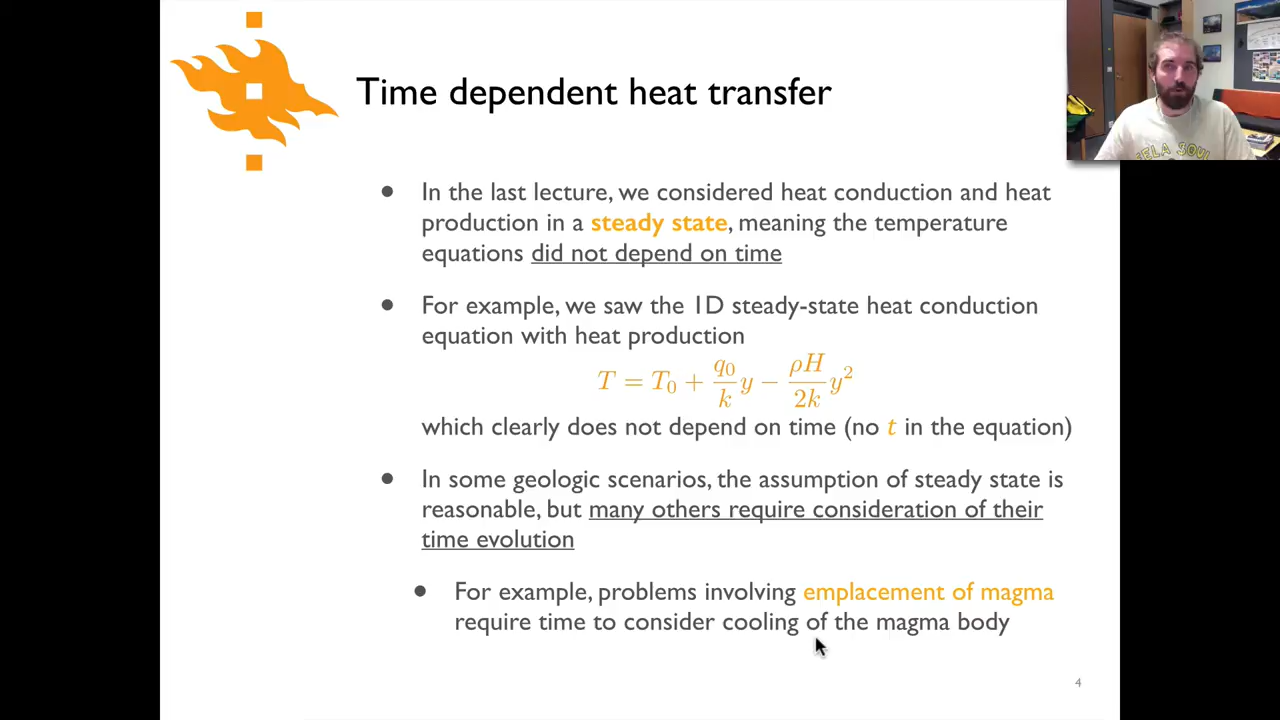 Time dependent heat transfer
• In the last lecture, we considered heat conduction and heat
production in a steady state, meaning the temperature
equations did not depend on time
• For example, we saw the 1D steady-state heat conduction
equation with heat production
T = T₀ + q₀/k y − ρH/2k y²
which clearly does not depend on time (no t in the equation)
• In some geologic scenarios, the assumption of steady state is
reasonable, but many others require consideration of their
time evolution
• For example, problems involving emplacement of magma
require time to consider cooling of the magma body
4